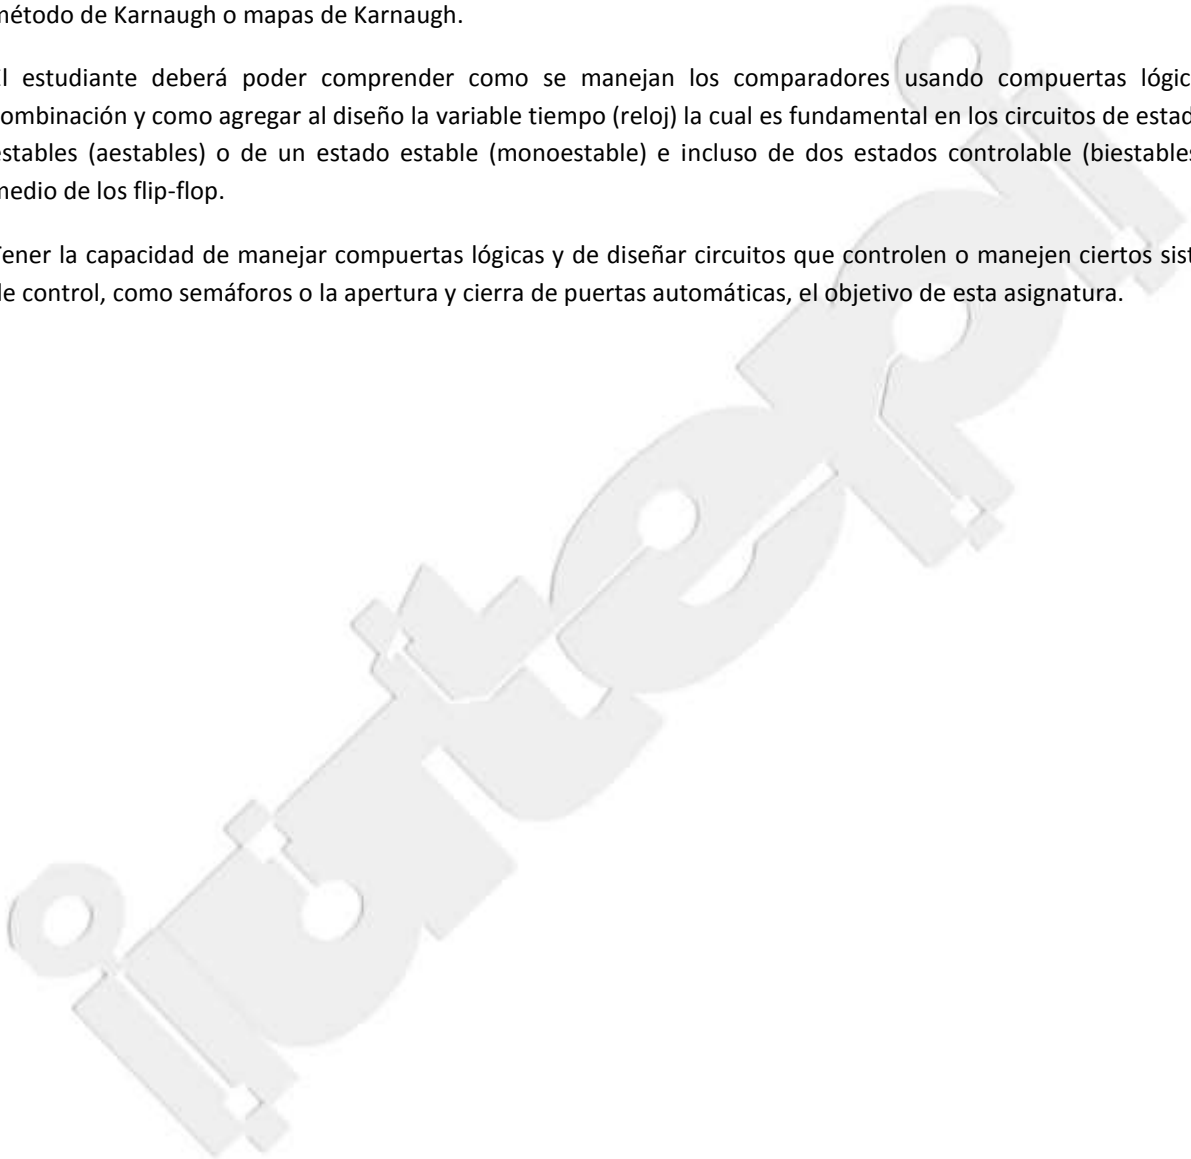 método de Karnaugh o mapas de Karnaugh.
El estudiante deberá poder comprender como se manejan los comparadores usando compuertas lógic
combinación y como agregar al diseño la variable tiempo (reloj) la cual es fundamental en los circuitos de estad
estables (aestables) o de un estado estable (monoestable) e incluso de dos estados controlable (biestables
medio de los flip-flop.
Tener la capacidad de manejar compuertas lógicas y de diseñar circuitos que controlen o manejen ciertos sist
de control, como semáforos o la apertura y cierra de puertas automáticas, el objetivo de esta asignatura.